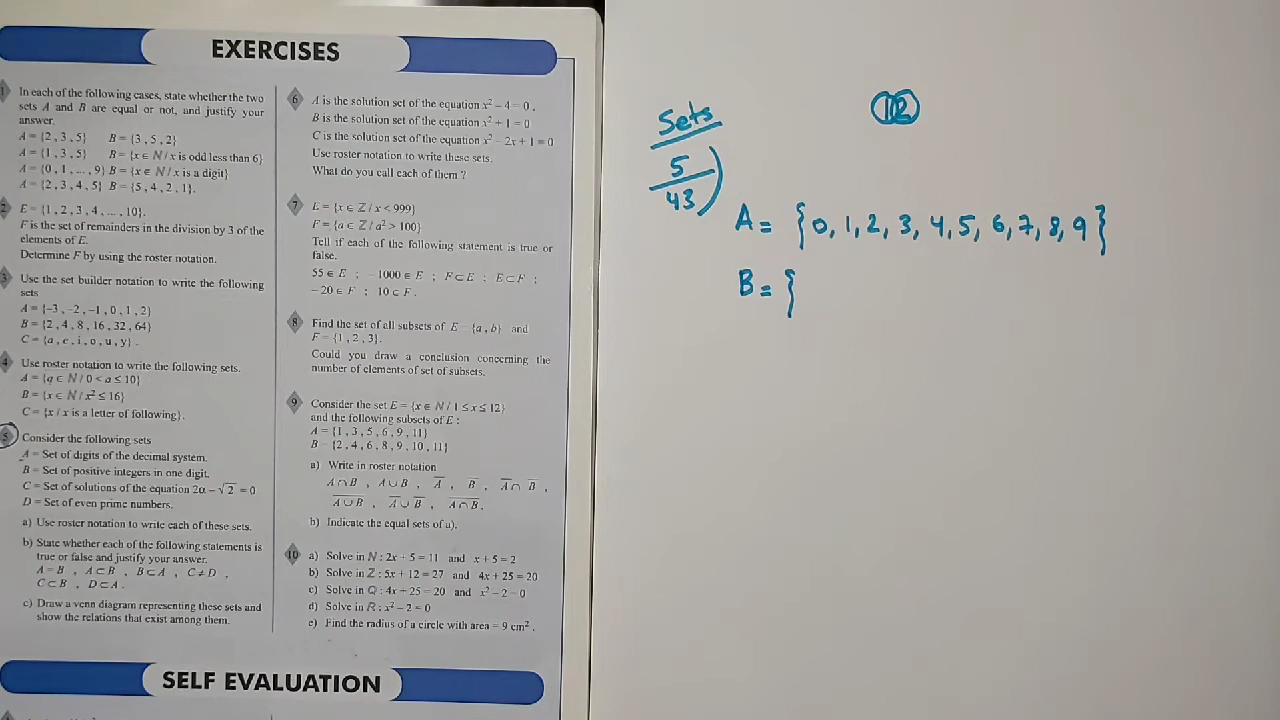 EXERCISES
1 In each of the following cases, state whether the two
sets A and B are equal or not, and justify your
answer.
A = {2, 3, 5} B = {3, 5, 2}
A = {1, 3, 5} B = {x ∈ N / x is odd less than 6}
A = {0, 1, ..., 9} B = {x ∈ N / x is a digit}
A = {2, 3, 4, 5} B = {5, 4, 2, 1}.
2 E = {1, 2, 3, 4, ..., 10}.
F is the set of remainders in the division by 3 of the
elements of E.
Determine F by using the roster notation.
3 Use the set builder notation to write the following
sets
A = {-3, -2, -1, 0, 1, 2}
B = {2, 4, 8, 16, 32, 64}
C = {a, e, i, o, u, y}.
4 Use roster notation to write the following sets.
A = {a ∈ N / 0 < a ≤ 10}
B = {x ∈ N / x² ≤ 16}
C = {x / x is a letter of following}.
5 Consider the following sets
A = Set of digits of the decimal system.
B = Set of positive integers in one digit.
C = Set of solutions of the equation 2α - √2 = 0
D = Set of even prime numbers.
a) Use roster notation to write each of these sets.
b) State whether each of the following statements is
true or false and justify your answer.
A = B , A ⊂ B , B ⊂ A , C ≠ D ,
C ⊂ B , D ⊂ A .
c) Draw a venn diagram representing these sets and
show the relations that exist among them.
6 A is the solution set of the equation x² - 4 = 0 .
B is the solution set of the equation x² + 1 = 0
C is the solution set of the equation x² - 2x + 1 = 0
Use roster notation to write these sets.
What do you call each of them ?
7 E = {x ∈ Z / x < 999}
F = {a ∈ Z / a² > 100}
Tell if each of the following statement is true or
false.
55 ∈ E ; -1000 ∈ E ; F ⊂ E ; E ⊂ F ;
-20 ∈ F ; 10 ⊂ F .
8 Find the set of all subsets of E = {a, b} and
F = {1, 2, 3}.
Could you draw a conclusion concerning the
number of elements of set of subsets.
9 Consider the set E = {x ∈ N / 1 ≤ x ≤ 12}
and the following subsets of E :
A = {1, 3, 5, 6, 9, 11}
B = {2, 4, 6, 8, 9, 10, 11}
a) Write in roster notation
A ∩ B , A ∪ B , A̅ , B̅ , A̅ ∩ B̅ ,
A̅ ∪̅ B̅ , A̅ ∪ B̅ , A̅ ∩̅ B̅ .
b) Indicate the equal sets of a).
10 a) Solve in N : 2x + 5 = 11 and x + 5 = 2
b) Solve in Z : 5x + 12 = 27 and 4x + 25 = 20
c) Solve in Q : 4x + 25 = 20 and x² - 2 = 0
d) Solve in R : x² - 2 = 0
e) Find the radius of a circle with area = 9 cm² .
SELF EVALUATION
Sets
5/43)
A = {0, 1, 2, 3, 4, 5, 6, 7, 8, 9}
B = {